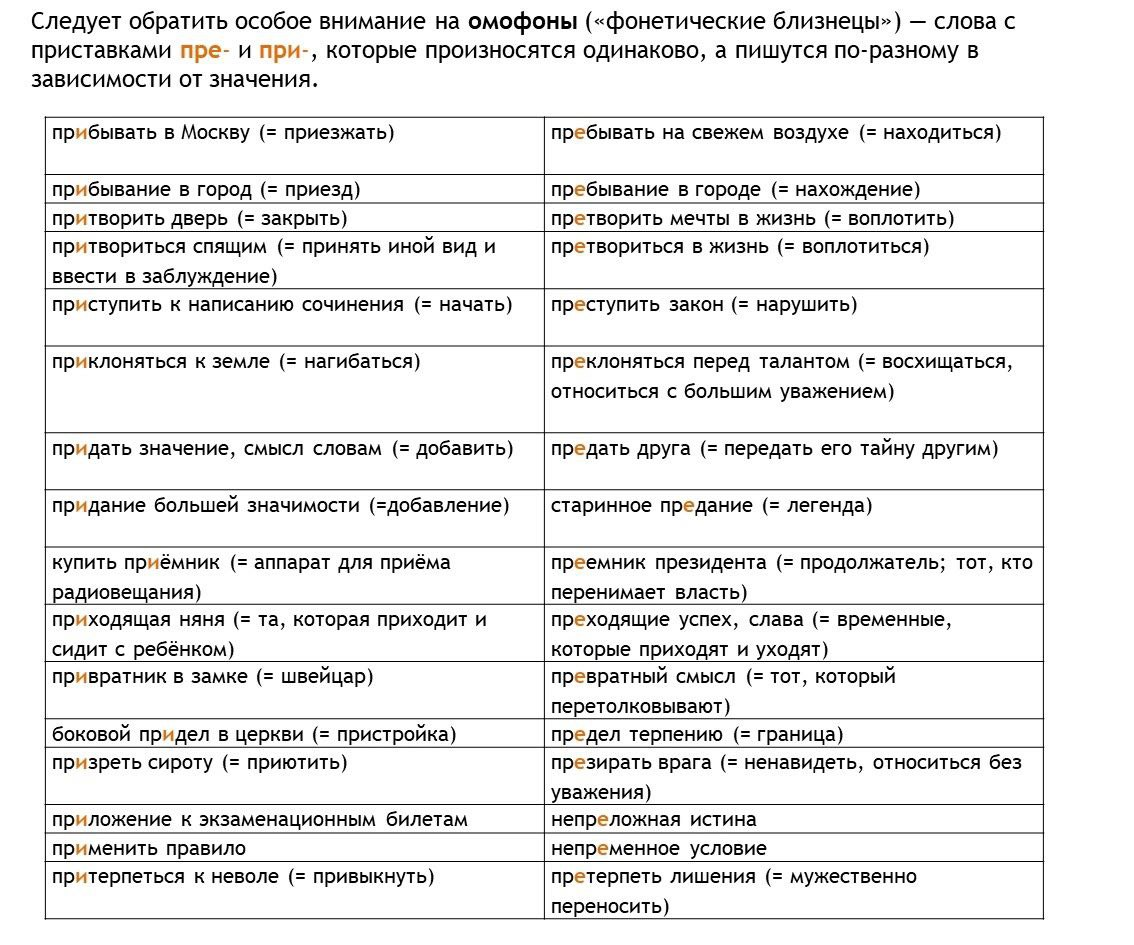 Следует обратить особое внимание на омофоны («фонетические близнецы») — слова с
приставками пре- и при-, которые произносятся одинаково, а пишутся по-разному в
зависимости от значения.
прибывать в Москву (= приезжать)
пребывать на свежем воздухе (= находиться)
прибывание в город (= приезд)
пребывание в городе (= нахождение)
притворить дверь (= закрыть)
претворить мечты в жизнь (= воплотить)
притвориться спящим (= принять иной вид и
ввести в заблуждение)
претвориться в жизнь (= воплотиться)
приступить к написанию сочинения (= начать)
преступить закон (= нарушить)
приклоняться к земле (= нагибаться)
преклоняться перед талантом (= восхищаться,
относиться с большим уважением)
придать значение, смысл словам (= добавить)
предать друга (= передать его тайну другим)
придание большей значимости (=добавление)
старинное предание (= легенда)
купить приёмник (= аппарат для приёма
радиовещания)
преемник президента (= продолжатель; тот, кто
перенимает власть)
приходящая няня (= та, которая приходит и
сидит с ребёнком)
преходящие успех, слава (= временные,
которые приходят и уходят)
привратник в замке (= швейцар)
превратный смысл (= тот, который
перетолковывают)
боковой придел в церкви (= пристройка)
предел терпению (= граница)
призреть сироту (= приютить)
презирать врага (= ненавидеть, относиться без
уважения)
приложение к экзаменационным билетам
непреложная истина
применить правило
непременное условие
притерпеться к неволе (= привыкнуть)
претерпеть лишения (= мужественно
переносить)